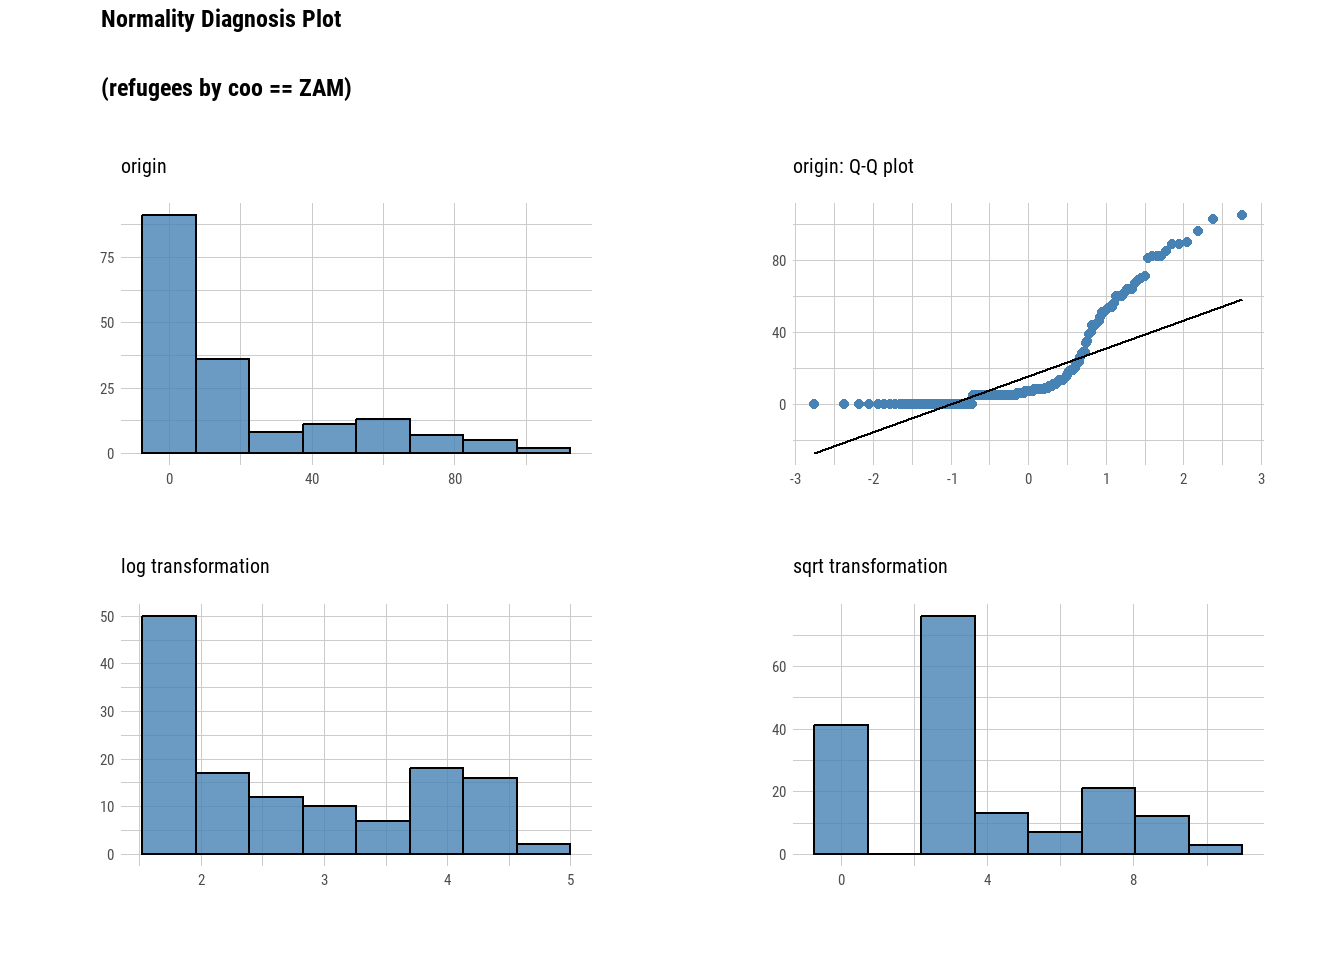 Normality Diagnosis Plot
(refugees by coo == ZAM)
origin
75
50
25
0
0 40 80
origin: Q-Q plot
80
40
0
-3 -2 -1 0 1 2 3
log transformation
50
40
30
20
10
0
2 3 4 5
sqrt transformation
60
40
20
0
0 4 8